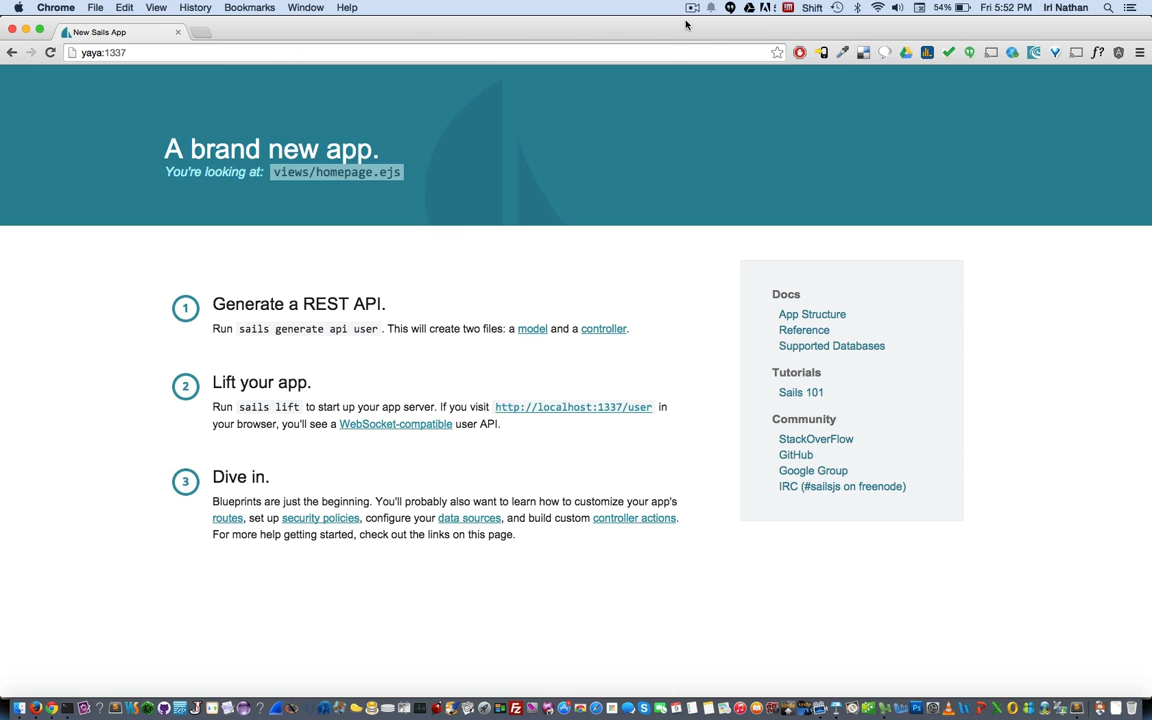 Chrome File Edit View History Bookmarks Window Help Shift 54% Fri 5:52 PM Irl Nathan
New Sails App
yaya:1337
A brand new app.
You're looking at: views/homepage.ejs
1 Generate a REST API.
Run sails generate api user . This will create two files: a model and a controller.
2 Lift your app.
Run sails lift to start up your app server. If you visit http://localhost:1337/user in
your browser, you'll see a WebSocket-compatible user API.
3 Dive in.
Blueprints are just the beginning. You'll probably also want to learn how to customize your app's
routes, set up security policies, configure your data sources, and build custom controller actions.
For more help getting started, check out the links on this page.
Docs
App Structure
Reference
Supported Databases
Tutorials
Sails 101
Community
StackOverFlow
GitHub
Google Group
IRC (#sailsjs on freenode)